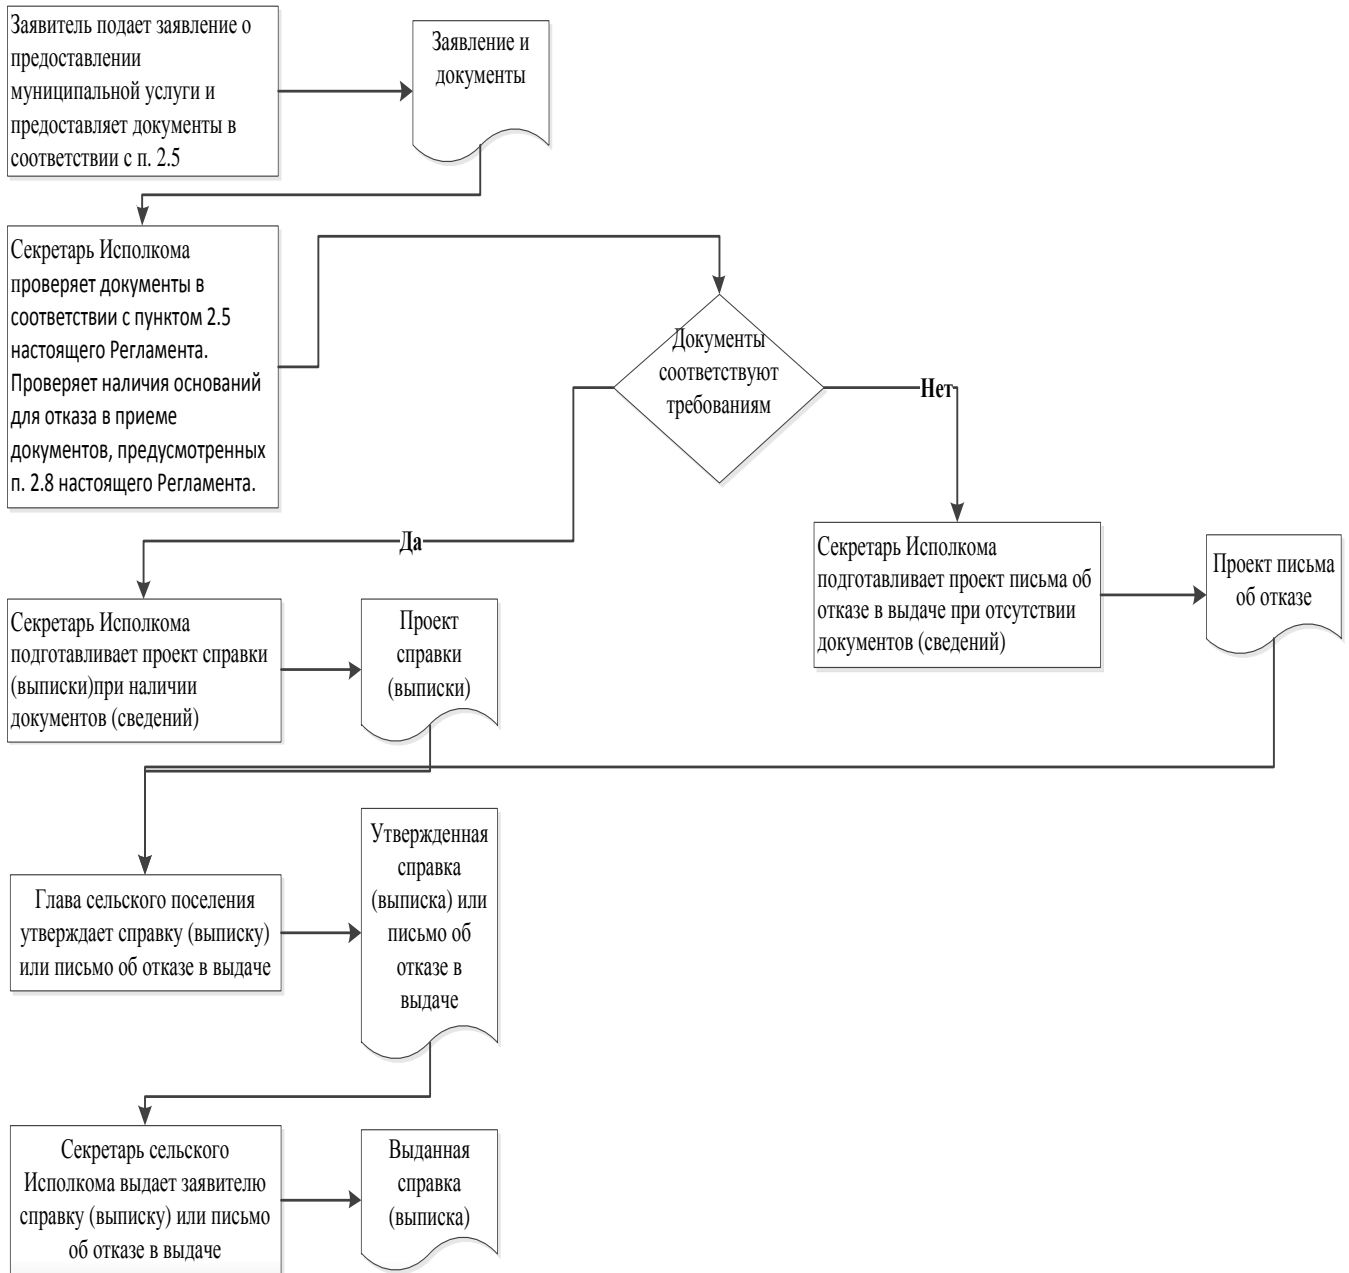 Заявитель подает заявление о
предоставлении
муниципальной услуги и
предоставляет документы в
соответствии с п. 2.5
Заявление и
документы
Секретарь Исполкома
проверяет документы в
соответствии с пунктом 2.5
настоящего Регламента.
Проверяет наличия оснований
для отказа в приеме
документов, предусмотренных
п. 2.8 настоящего Регламента.
Документы
соответствуют
требованиям
Нет
Да
Секретарь Исполкома
подготавливает проект письма об
отказе в выдаче при отсутствии
документов (сведений)
Проект письма
об отказе
Секретарь Исполкома
подготавливает проект справки
(выписки)при наличии
документов (сведений)
Проект
справки
(выписки)
Глава сельского поселения
утверждает справку (выписку)
или письмо об отказе в выдаче
Утвержденная
справка
(выписка) или
письмо об
отказе в
выдаче
Секретарь сельского
Исполкома выдает заявителю
справку (выписку) или письмо
об отказе в выдаче
Выданная
справка
(выписка)